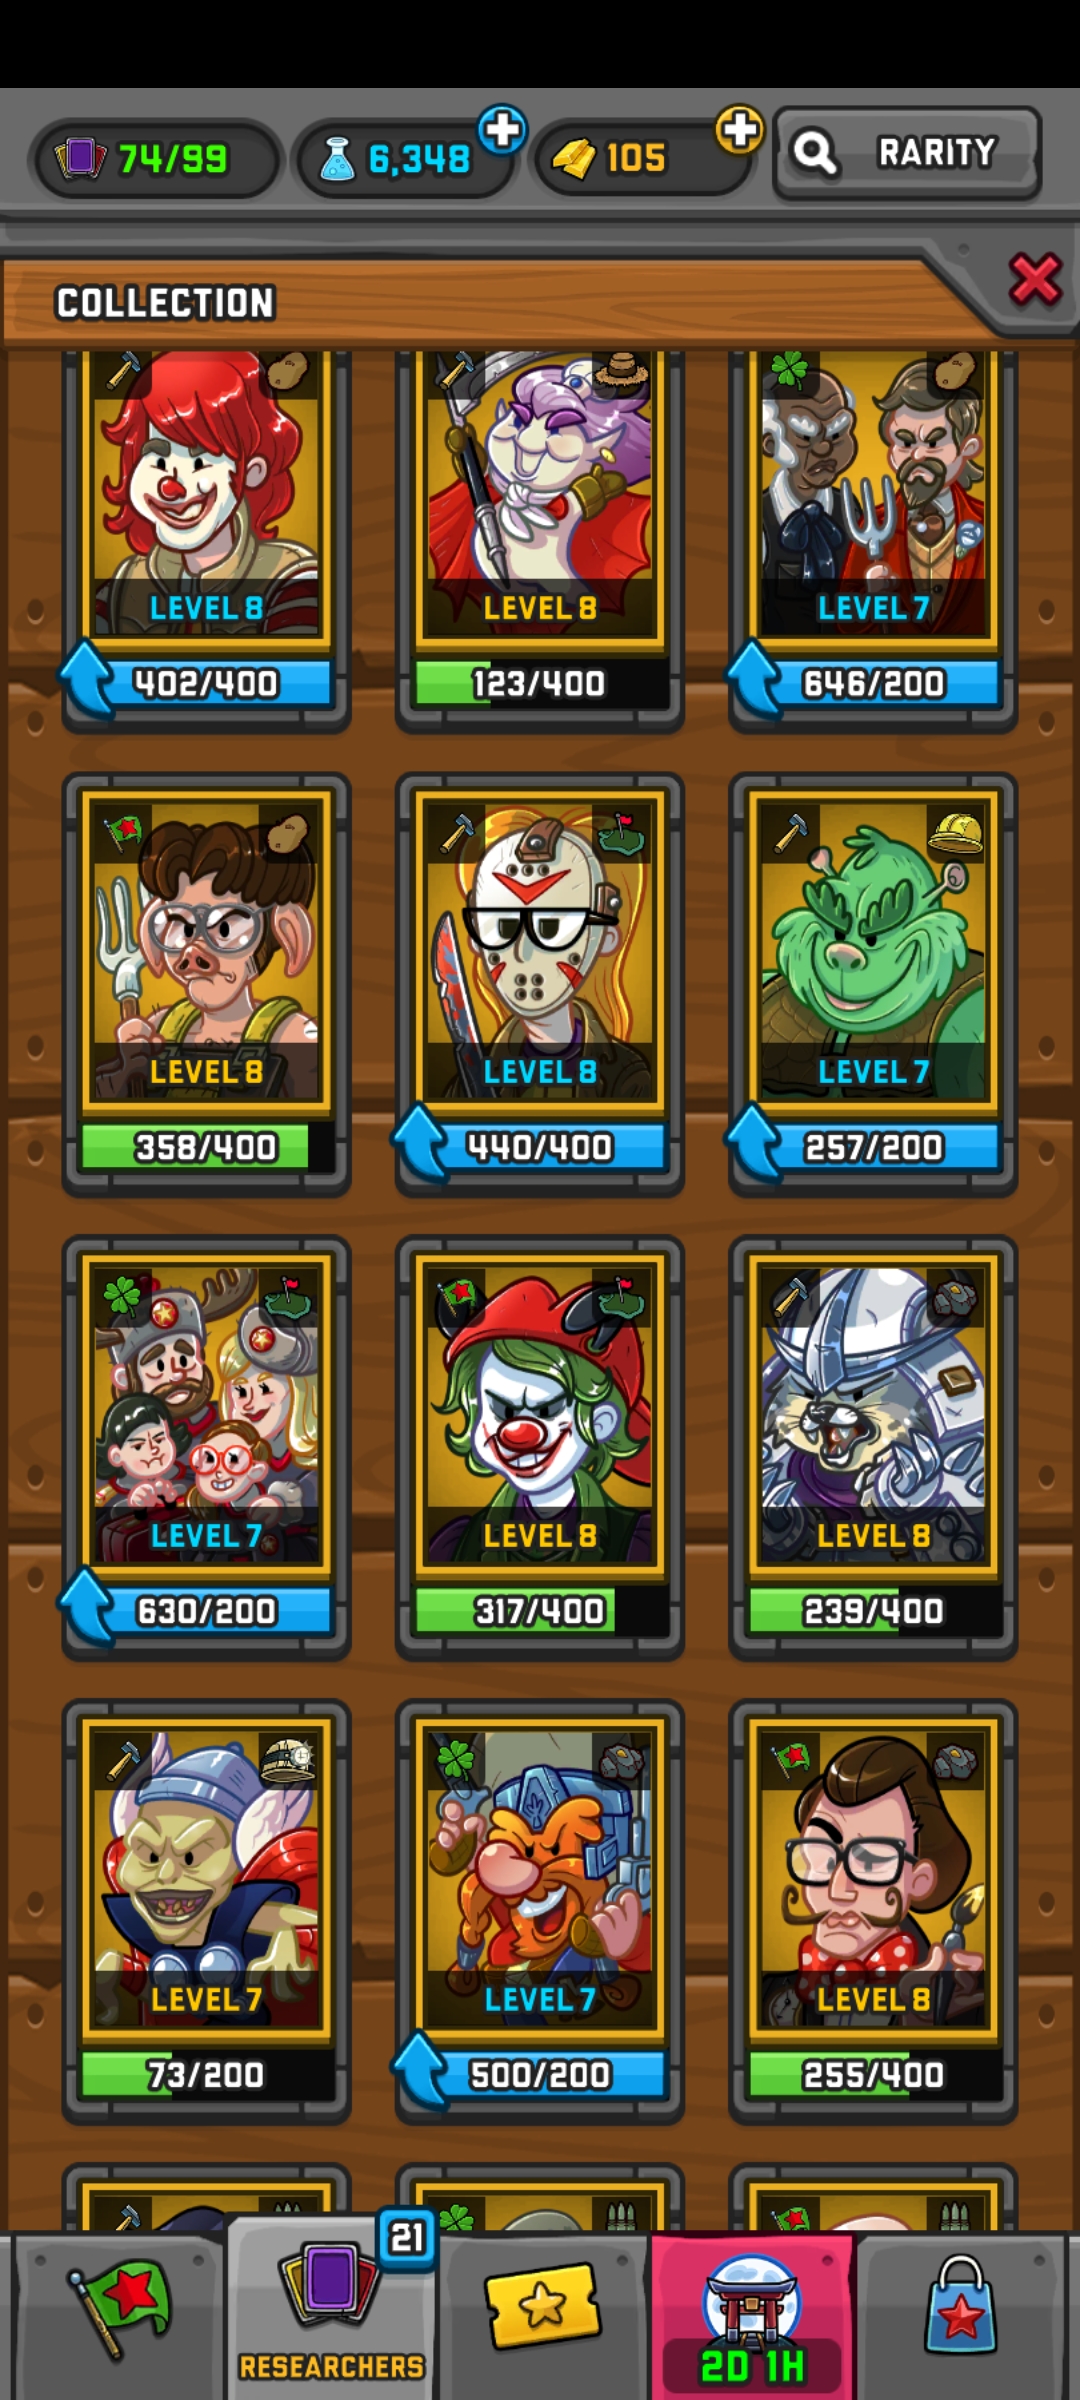 74/99 6,348 105 RARITY
COLLECTION
LEVEL 8 LEVEL 8 LEVEL 7
402/400 123/400 646/200
LEVEL 8 LEVEL 8 LEVEL 7
358/400 440/400 257/200
LEVEL 7 LEVEL 8 LEVEL 8
630/200 317/400 239/400
LEVEL 7 LEVEL 7 LEVEL 8
73/200 500/200 255/400
21
RESEARCHERS 2D 1H